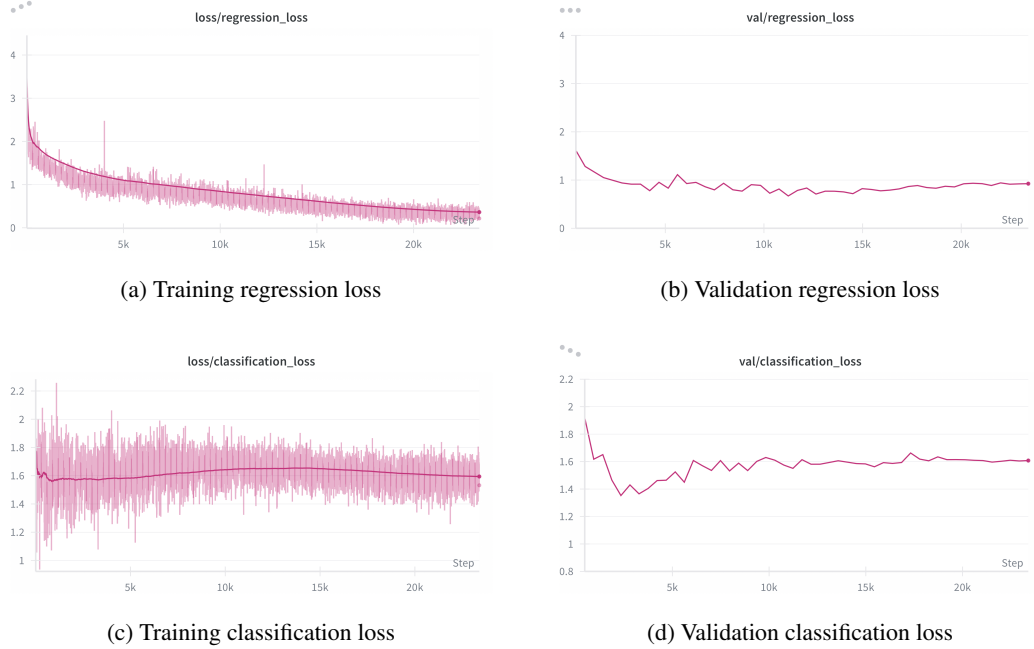 loss/regression_loss
4
3
2
1
0
5k 10k 15k 20k
Step
(a) Training regression loss
val/regression_loss
4
3
2
1
0
5k 10k 15k 20k
Step
(b) Validation regression loss
loss/classification_loss
2.2
2
1.8
1.6
1.4
1.2
1
5k 10k 15k 20k
Step
(c) Training classification loss
val/classification_loss
2.2
2
1.8
1.6
1.4
1.2
1
0.8
5k 10k 15k 20k
Step
(d) Validation classification loss